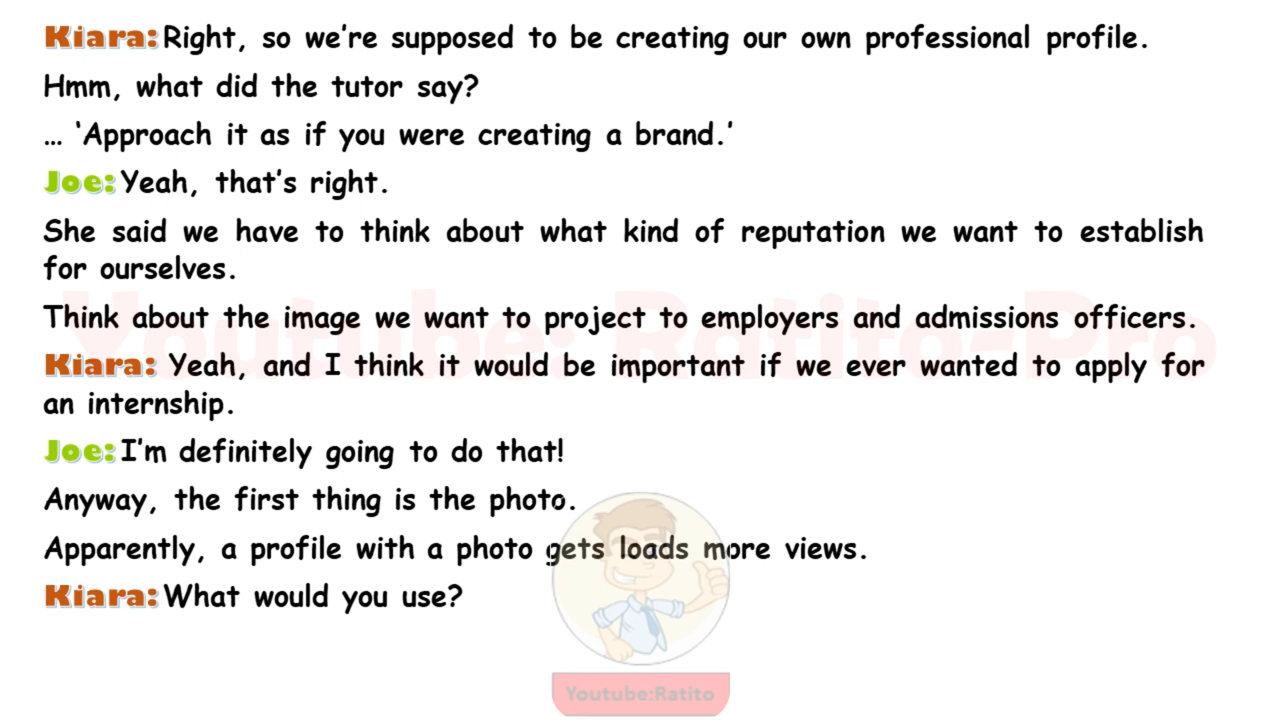 Kiara: Right, so we're supposed to be creating our own professional profile.
Hmm, what did the tutor say?
... 'Approach it as if you were creating a brand.'
Joe: Yeah, that's right.
She said we have to think about what kind of reputation we want to establish
for ourselves.
Think about the image we want to project to employers and admissions officers.
Youtube: Ratito-Pro
Kiara: Yeah, and I think it would be important if we ever wanted to apply for
an internship.
Joe: I'm definitely going to do that!
Anyway, the first thing is the photo.
Apparently, a profile with a photo gets loads more views.
Kiara: What would you use?
Youtube:Ratito